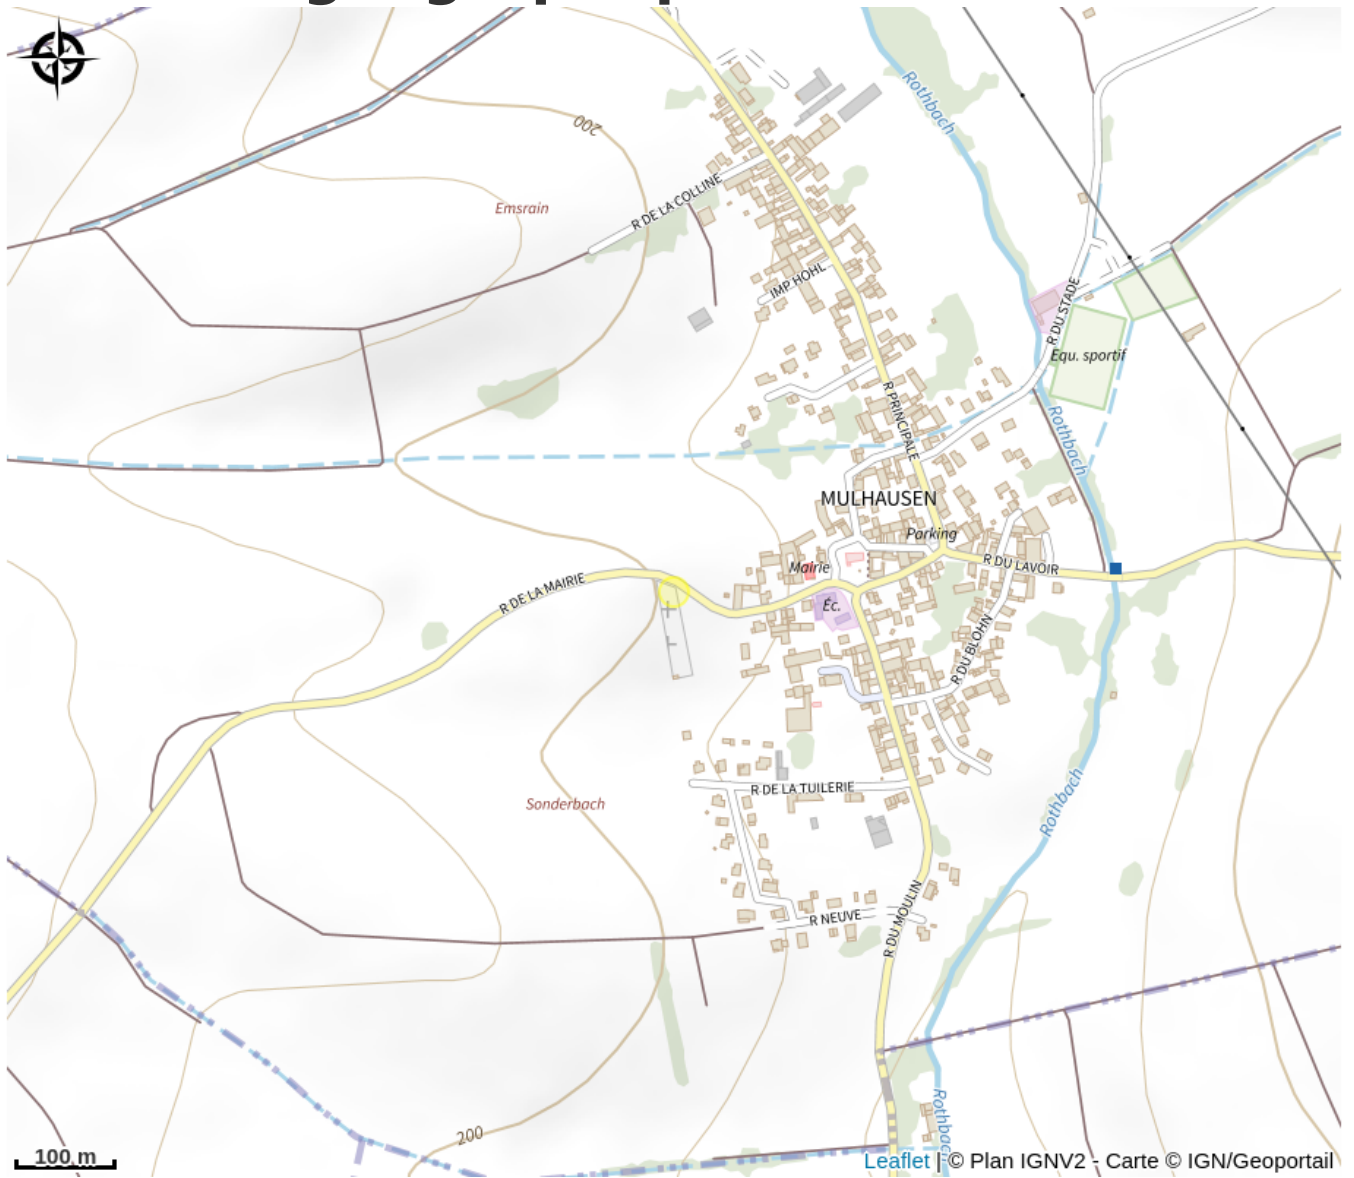 Rothbach
200
R DE LA COLLINE
Emsrain
IMP HOHL
R DU STADE
Equ. sportif
R PRINCIPALE
Rothbach
MULHAUSEN
Parking
Mairie
R DU LAVOIR
R DE LA MAIRIE
Éc.
R DU BLOHN
R DE LA TUILERIE
Sonderbach
Rothbach
R NEUVE
R DU MOULIN
200
Rothbach
100 m
Leaflet | © Plan IGNV2 - Carte © IGN/Geoportail